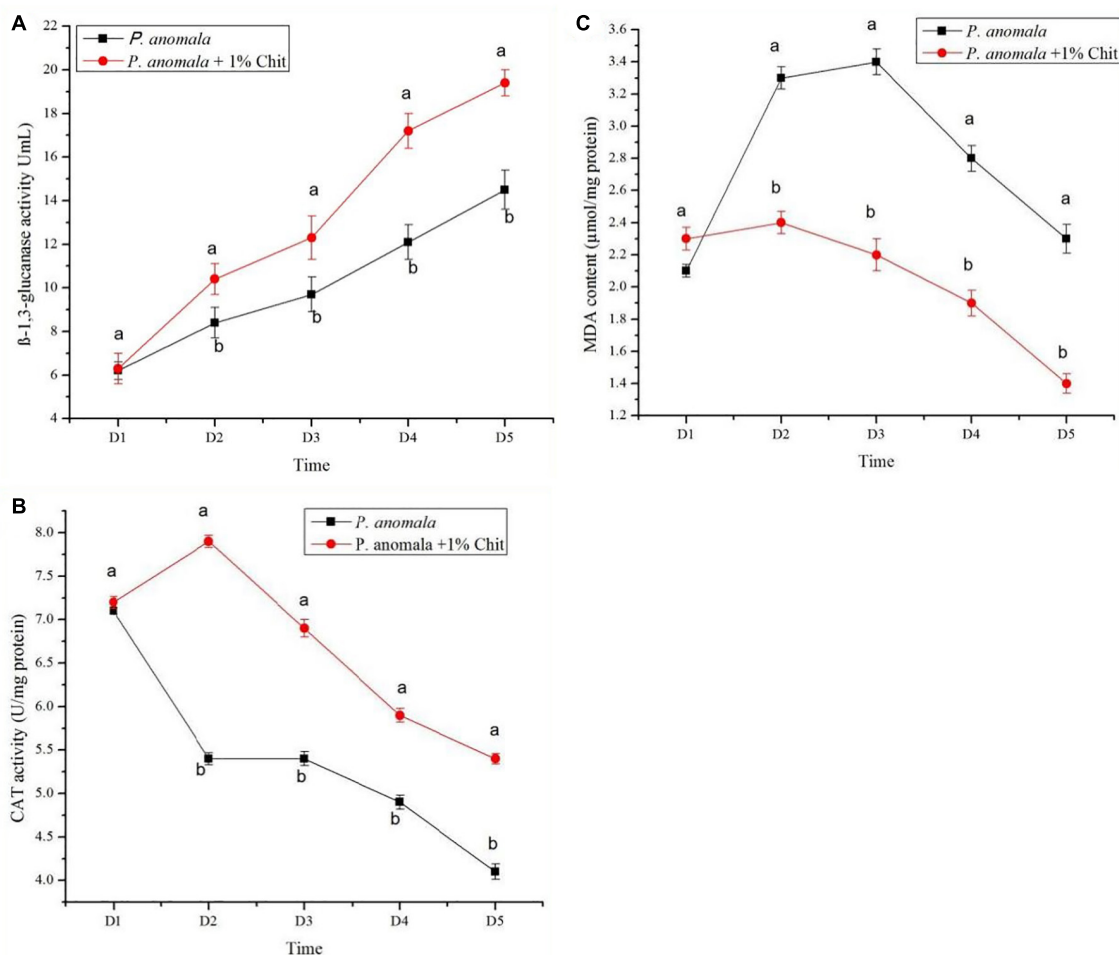 A
22
20
18
16
14
12
10
8
6
4
ß-1,3-glucanase activity UmL)
P. anomala
P. anomala + 1% Chit
a
a
a
a
a
b
b
b
b
D1 D2 D3 D4 D5
Time
C
3.6
3.4
3.2
3.0
2.8
2.6
2.4
2.2
2.0
1.8
1.6
1.4
1.2
MDA content (µmol/mg protein)
P. anomala
P. anomala +1% Chit
a
a
a
a
a
b
b
b
b
D1 D2 D3 D4 D5
Time
B
8.0
7.5
7.0
6.5
6.0
5.5
5.0
4.5
4.0
CAT activity (U/mg protein)
P. anomala
P. anomala +1% Chit
a
a
a
a
a
b
b
b
b
D1 D2 D3 D4 D5
Time